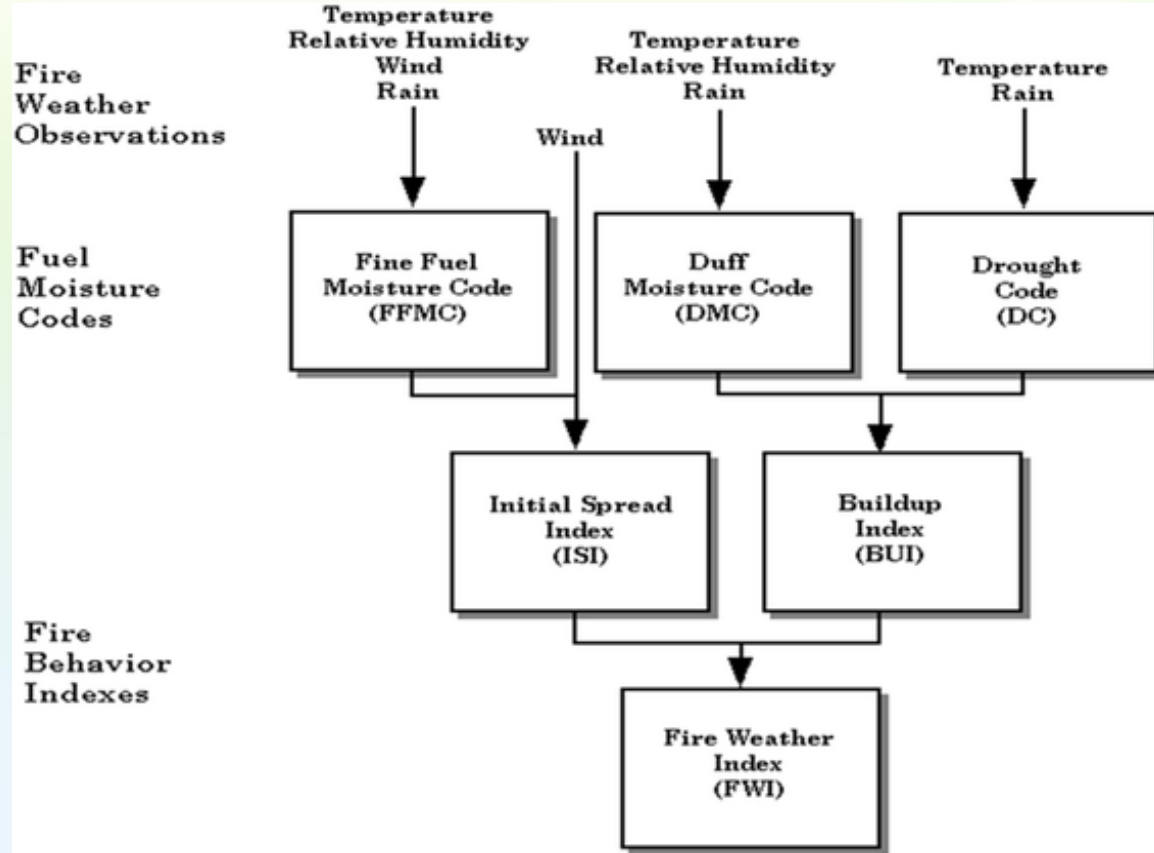 Fire
Weather
Observations
Temperature
Relative Humidity
Wind
Rain
Wind
Temperature
Relative Humidity
Rain
Temperature
Rain
Fuel
Moisture
Codes
Fine Fuel
Moisture Code
(FFMC)
Duff
Moisture Code
(DMC)
Drought
Code
(DC)
Initial Spread
Index
(ISI)
Buildup
Index
(BUI)
Fire
Behavior
Indexes
Fire Weather
Index
(FWI)